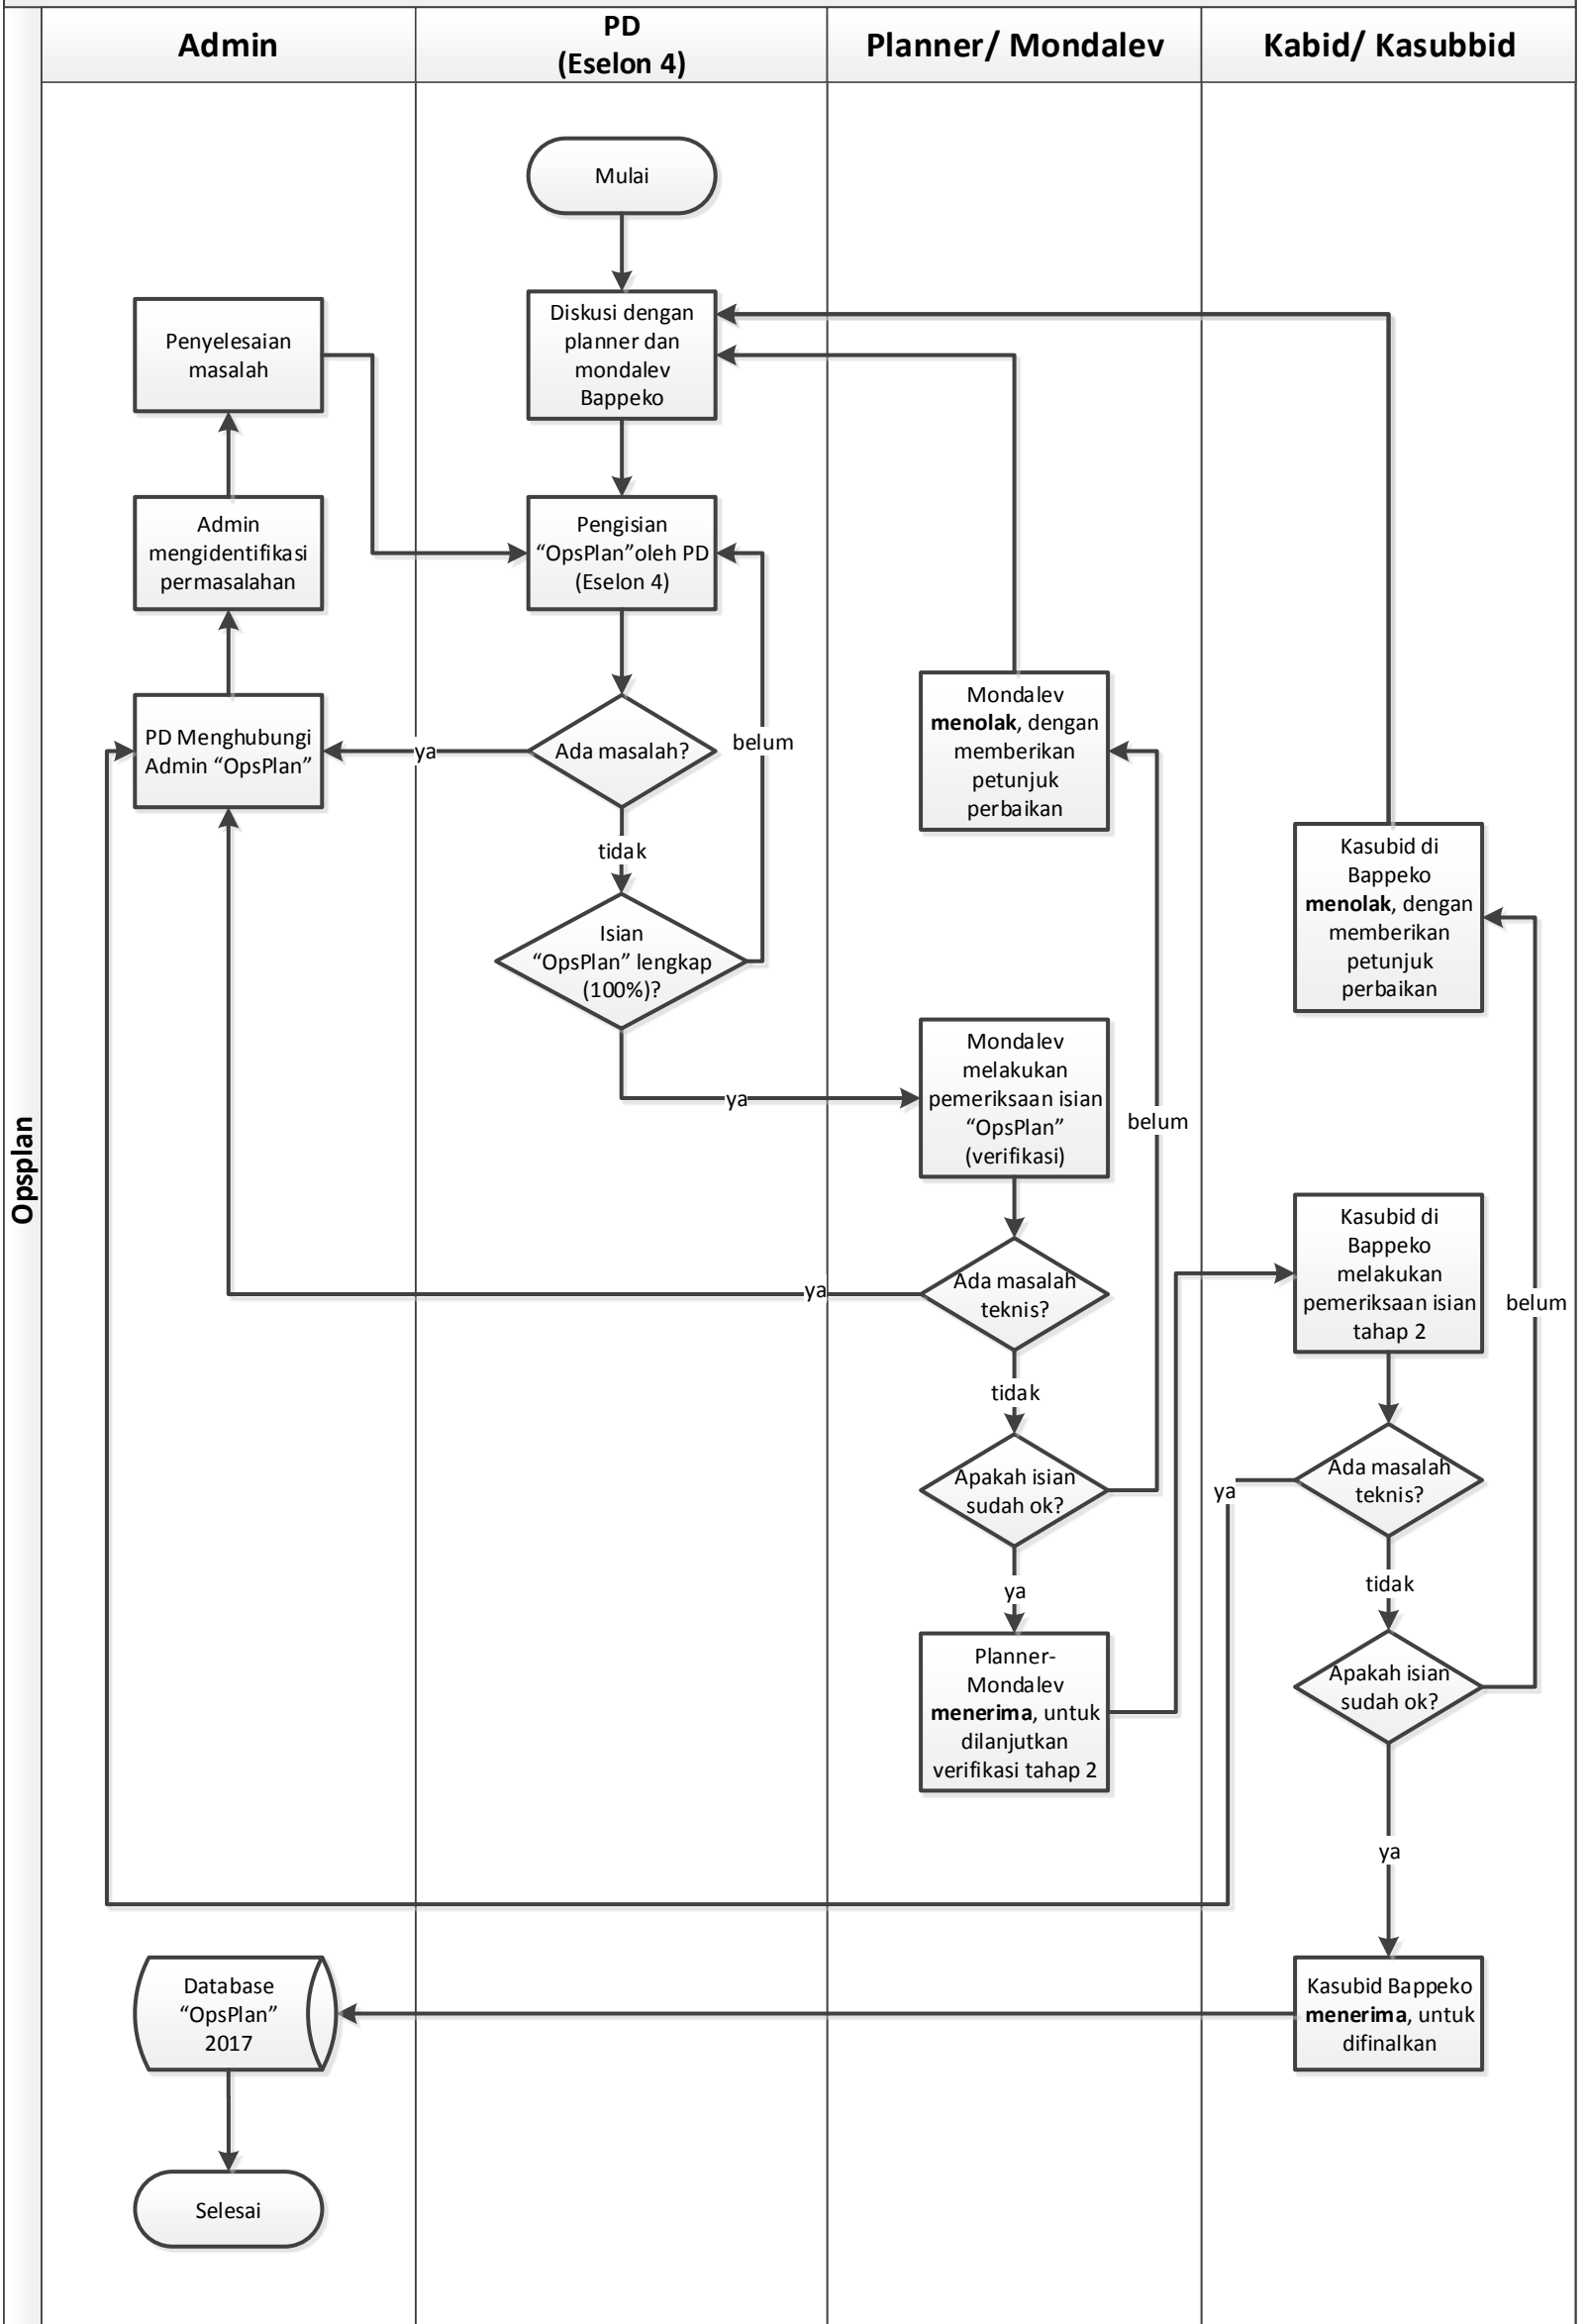 Admin
PD
(Eselon 4)
Planner/ Mondalev
Kabid/ Kasubbid
Opsplan
Mulai
Diskusi dengan
planner dan
mondalev
Bappeko
Penyelesaian
masalah
Pengisian
“OpsPlan”oleh PD
(Eselon 4)
Admin
mengidentifikasi
permasalahan
PD Menghubungi
Admin “OpsPlan”
ya
Ada masalah?
belum
tidak
Isian
“OpsPlan” lengkap
(100%)?
ya
Mondalev
menolak, dengan
memberikan
petunjuk
perbaikan
Kasubid di
Bappeko
menolak, dengan
memberikan
petunjuk
perbaikan
Mondalev
melakukan
pemeriksaan isian
“OpsPlan”
(verifikasi)
belum
Ada masalah
teknis?
ya
tidak
Apakah isian
sudah ok?
ya
Planner-
Mondalev
menerima, untuk
dilanjutkan
verifikasi tahap 2
Kasubid di
Bappeko
melakukan
pemeriksaan isian
tahap 2
belum
Ada masalah
teknis?
ya
tidak
Apakah isian
sudah ok?
ya
Kasubid Bappeko
menerima, untuk
difinalkan
Database
“OpsPlan”
2017
Selesai